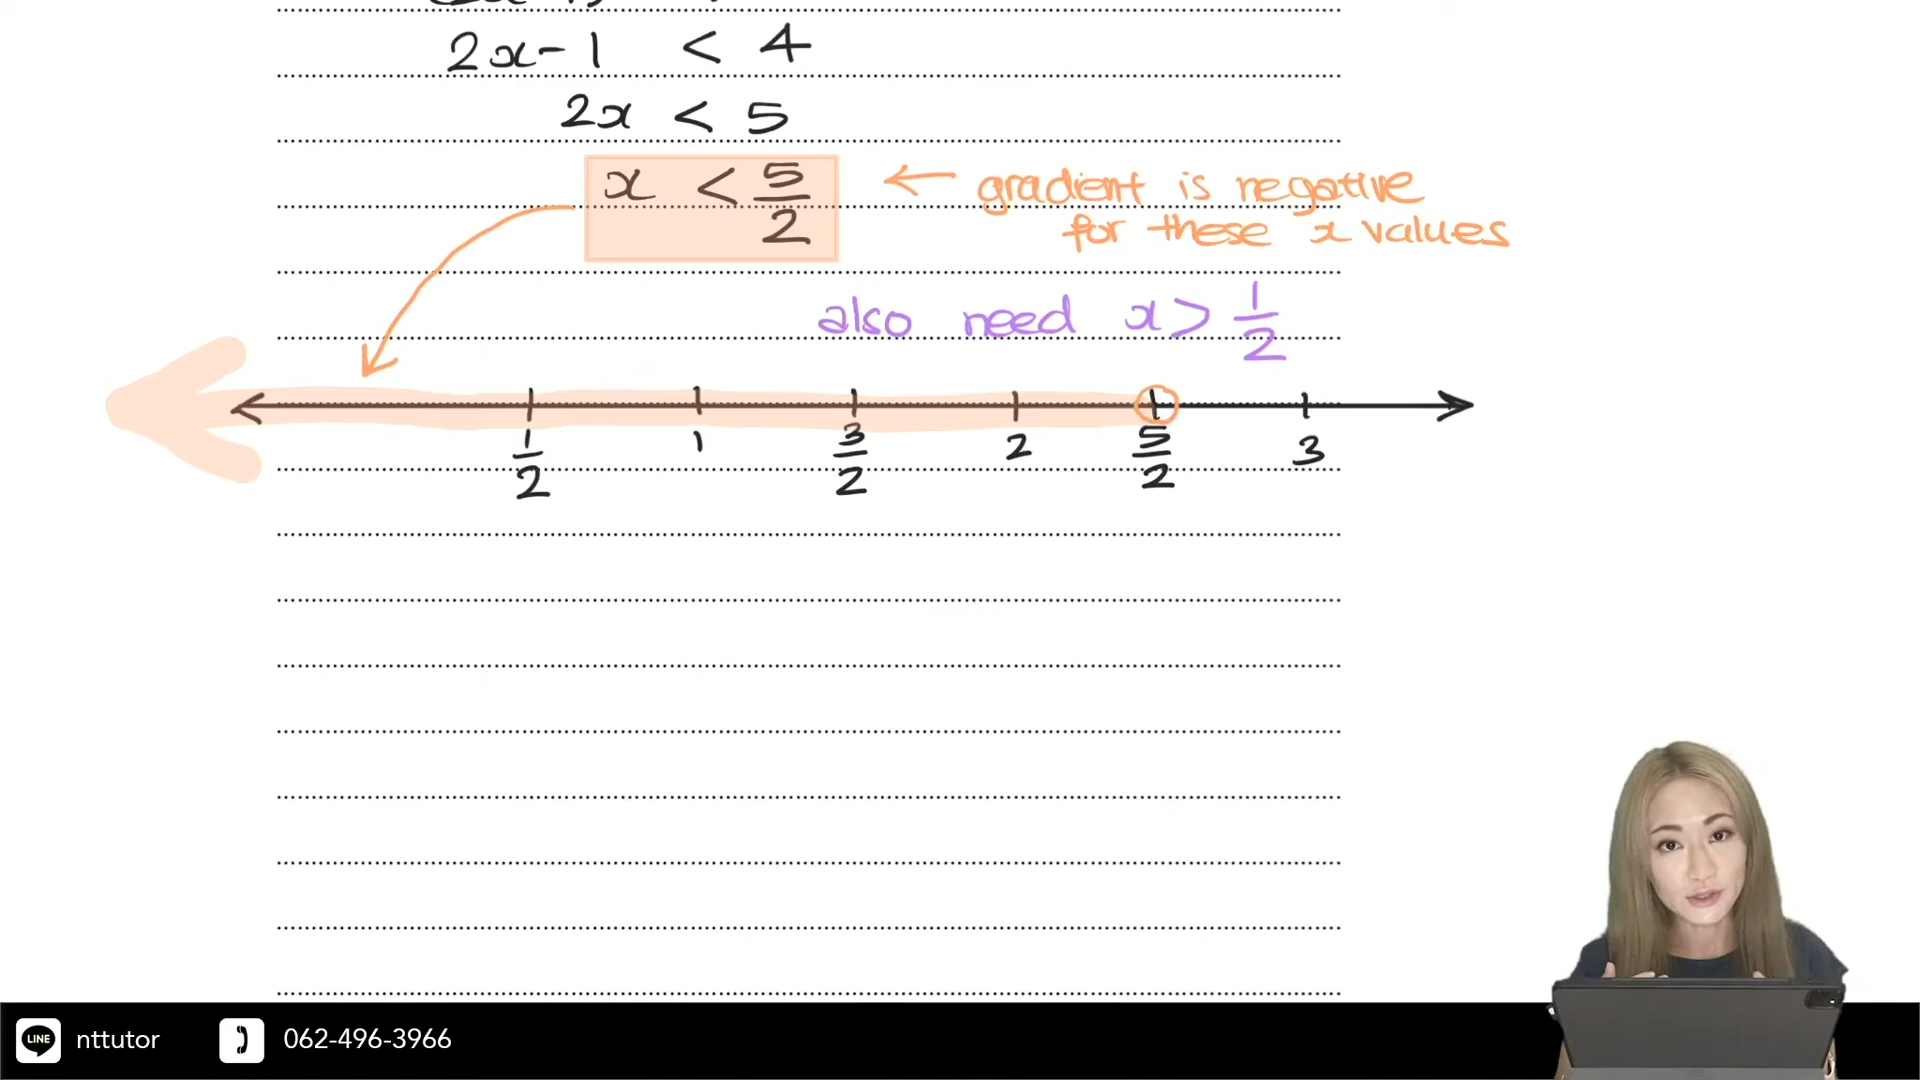 2x - 1 < 4
2x < 5
x < 5/2 ← gradient is negative
for these x values
also need x > 1/2
1/2 1 3/2 2 5/2 3
LINE nttutor 062-496-3966